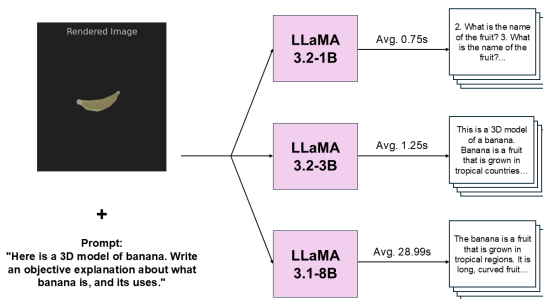 Rendered Image
+
Prompt:
"Here is a 3D model of banana. Write
an objective explanation about what
banana is, and its uses."
LLaMA
3.2-1B
Avg. 0.75s
2. What is the name
of the fruit? 3. What
is the name of the
fruit?...
LLaMA
3.2-3B
Avg. 1.25s
This is a 3D model
of a banana.
Banana is a fruit
that is grown in
tropical countries…
LLaMA
3.1-8B
Avg. 28.99s
The banana is a fruit
that is grown in
tropical regions. It is
long, curved fruit…